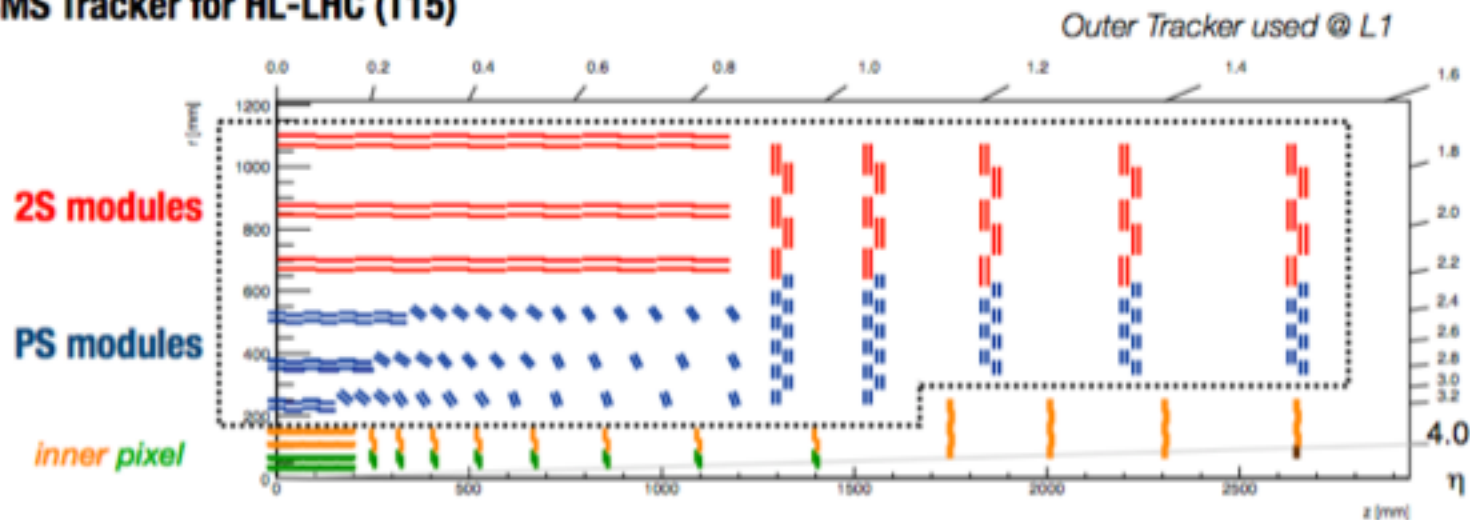 MS Tracker for HL-LHC (T15)
Outer Tracker used @ L1
0.0 0.2 0.4 0.6 0.8 1.0 1.2 1.4 1.6
r [mm]
1200
1000
800
600
400
200
0
2S modules
PS modules
inner pixel
1.8
2.0
2.2
2.4
2.6
2.8
3.0
3.2
4.0
η
0 500 1000 1500 2000 2500
z [mm]